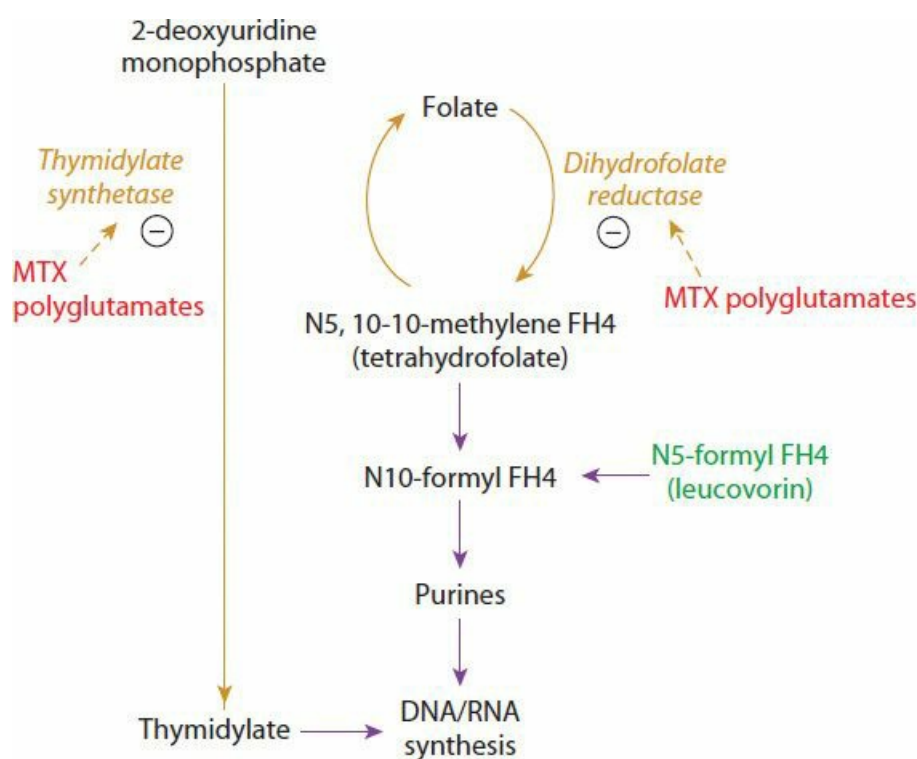 2-deoxyuridine
monophosphate
Folate
Thymidylate
synthetase
Dihydrofolate
reductase
MTX
polyglutamates
MTX polyglutamates
N5, 10-10-methylene FH4
(tetrahydrofolate)
N10-formyl FH4
N5-formyl FH4
(leucovorin)
Purines
Thymidylate
DNA/RNA
synthesis